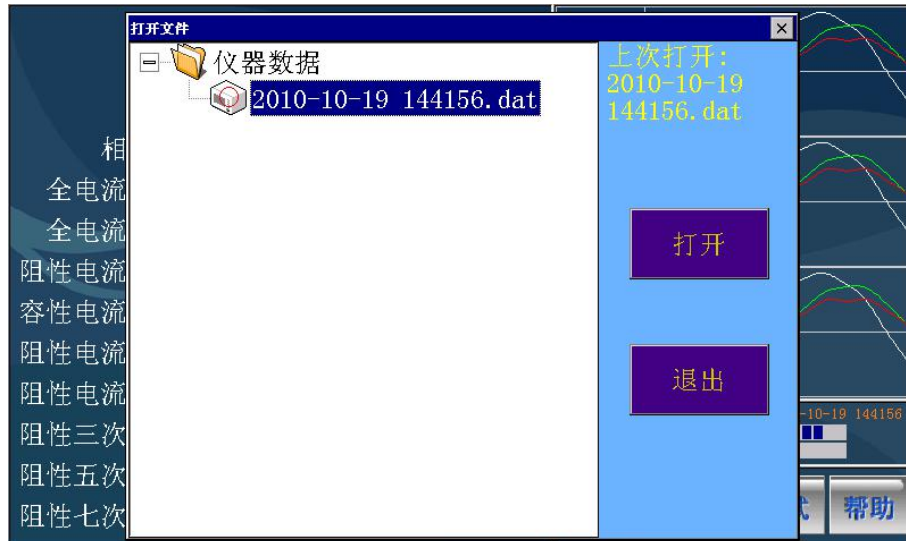 打开文件
仪器数据
2010-10-19 144156.dat
上次打开:
2010-10-19
144156.dat
打开
退出
相
全电流
全电流
阻性电流
容性电流
阻性电流
阻性电流
阻性三次
阻性五次
阻性七次
-10-19 144156
帮助